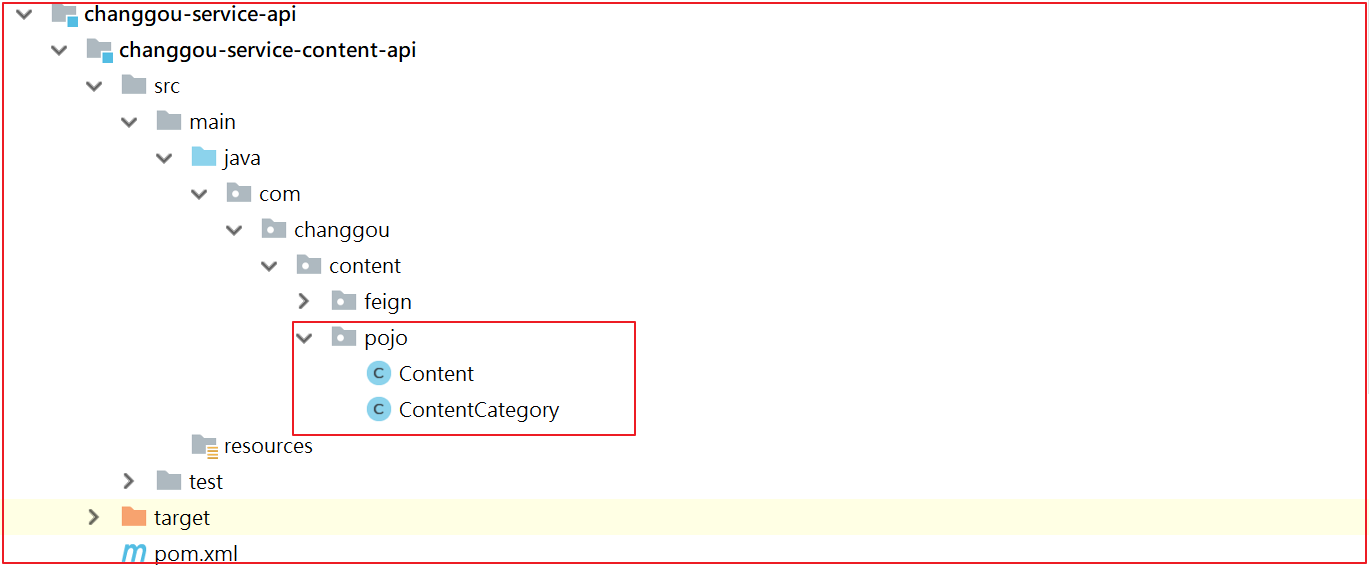 changgou-service-api
changgou-service-content-api
src
main
java
com
changgou
content
feign
pojo
C Content
C ContentCategory
resources
test
target
m pom.xml